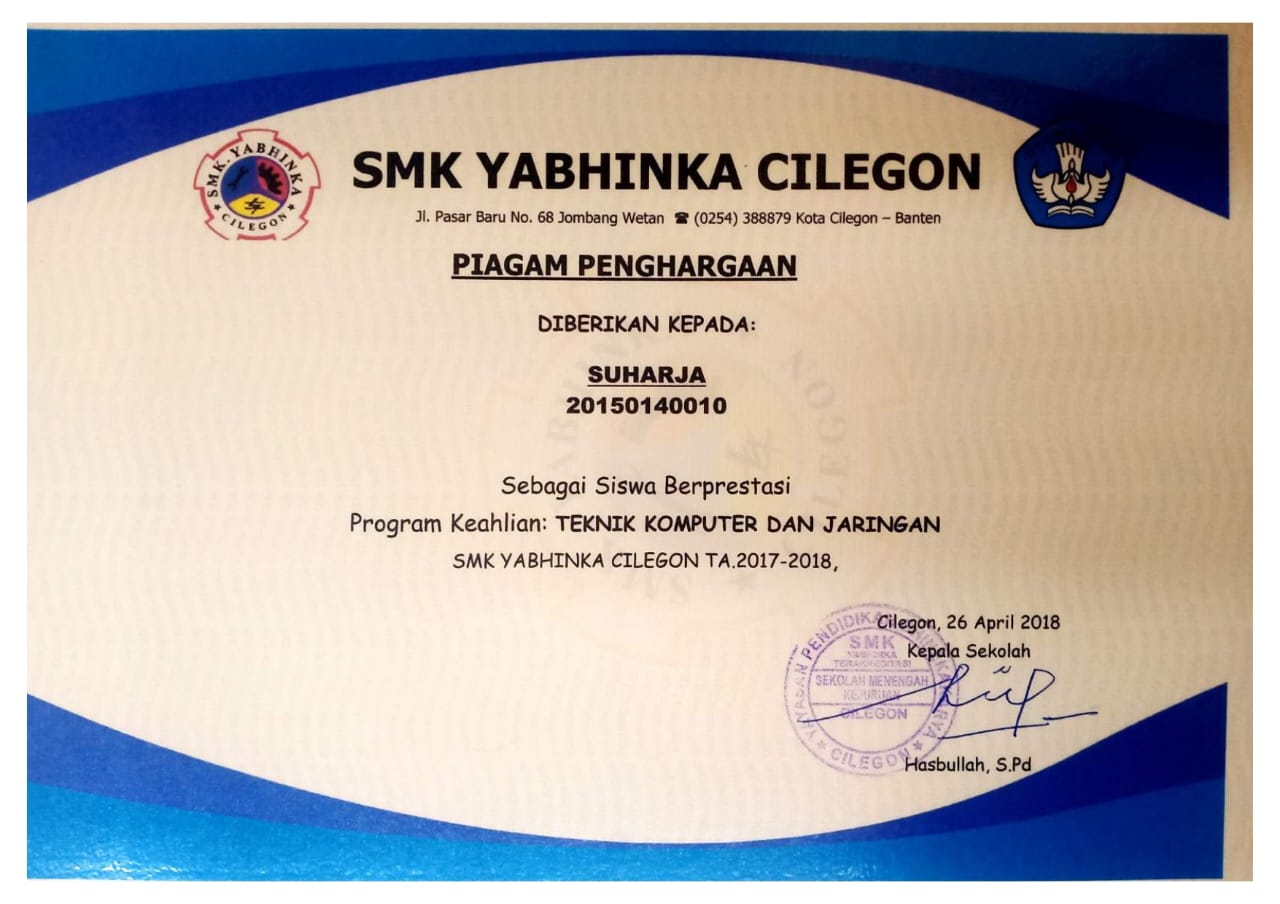 SMK YABHINKA CILEGON
SMK. YABHINKA
★ CILEGON ★
Jl. Pasar Baru No. 68 Jombang Wetan ☎ (0254) 388879 Kota Cilegon – Banten
PIAGAM PENGHARGAAN
DIBERIKAN KEPADA:
SUHARJA
20150140010
Sebagai Siswa Berprestasi
Program Keahlian: TEKNIK KOMPUTER DAN JARINGAN
SMK YABHINKA CILEGON TA.2017-2018,
Cilegon, 26 April 2018
Kepala Sekolah
YAYASAN PENDIDIKAN
SMK
YABHINKA
TERAKREDITASI
SEKOLAH MENENGAH
KEJURUAN
CILEGON
★ CILEGON ★
Hasbullah, S.Pd